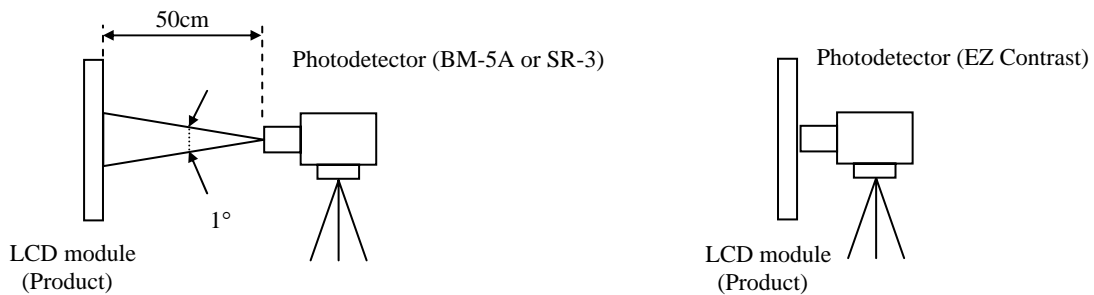 50cm
Photodetector (BM-5A or SR-3)
1°
LCD module
(Product)
Photodetector (EZ Contrast)
LCD module
(Product)